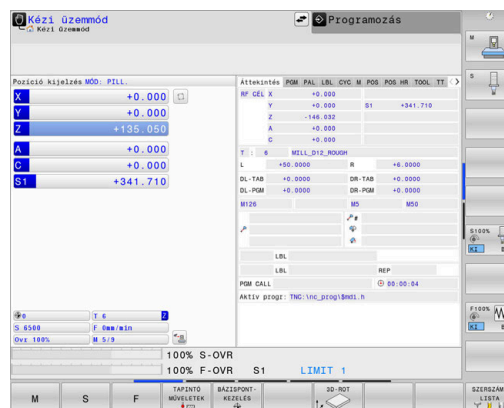 Kézi üzemmód
Kézi üzemmód
Programozás
Pozíció kijelzés MÓD: PILL.
X +0.000
Y +0.000
Z +135.050
A +0.000
C +0.000
S1 +341.710
0 T 6 Z
S 6500 F 0mm/min
Ovr 100% M 5/9
Áttekintés PGM PAL LBL CYC M POS POS HR TOOL TT
RF CÉL X +0.000
Y +0.000 S1 +341.710
Z -146.032
A +0.000
C +0.000
T : 6 MILL_D12_ROUGH
L +50.0000 R +6.0000
DL-TAB +0.0000 DR-TAB +0.0000
DL-PGM +0.0000 DR-PGM +0.0000
M126 M5 M50
LBL
LBL REP
PGM CALL 00:00:04
Aktív progr: TNC:\nc_prog\$mdi.h
100% S-OVR
100% F-OVR S1 LIMIT 1
M
S
F
TAPINTÓ MŰVELETEK
BÁZISPONT-KEZELÉS
3D-ROT
SZERSZÁM LISTA
M
S
S100%
KI
F100%
KI